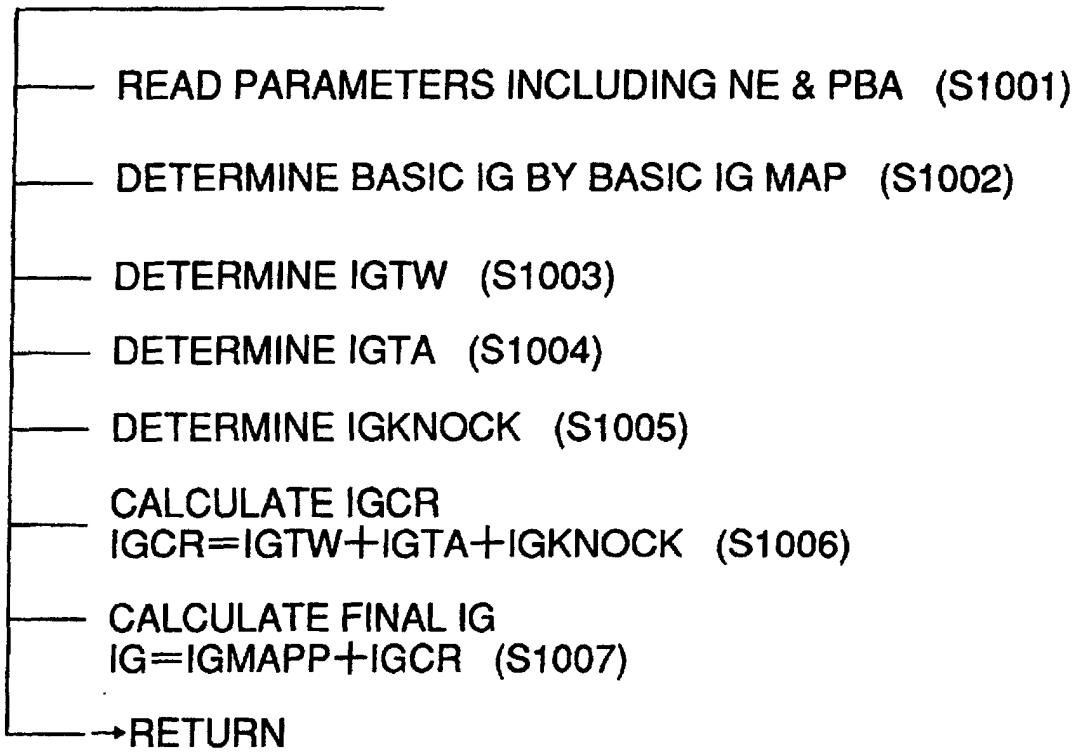 READ PARAMETERS INCLUDING NE & PBA (S1001)
DETERMINE BASIC IG BY BASIC IG MAP (S1002)
DETERMINE IGTW (S1003)
DETERMINE IGTA (S1004)
DETERMINE IGKNOCK (S1005)
CALCULATE IGCR
IGCR=IGTW+IGTA+IGKNOCK (S1006)
CALCULATE FINAL IG
IG=IGMAPP+IGCR (S1007)
→RETURN